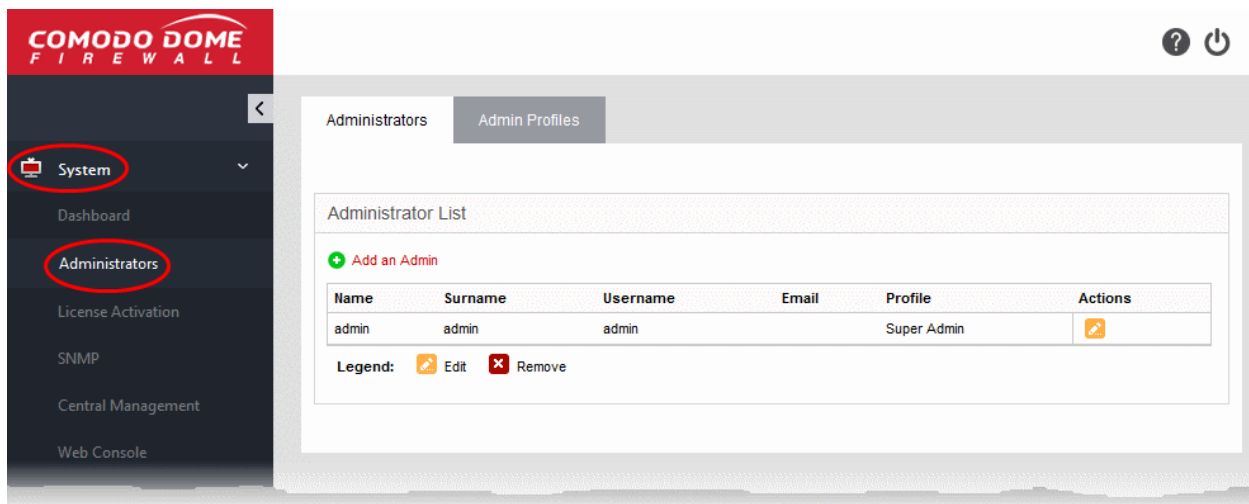 COMODO DOME
FIREWALL
Administrators
Admin Profiles
System
Dashboard
Administrators
License Activation
SNMP
Central Management
Web Console
Administrator List
Add an Admin
Name Surname Username Email Profile Actions
admin admin admin Super Admin
Legend: Edit Remove